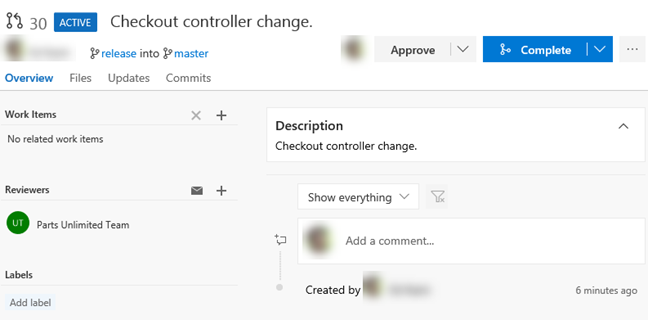 30 ACTIVE Checkout controller change.
release into master
Approve
Complete
Overview Files Updates Commits
Work Items
No related work items
Reviewers
UT Parts Unlimited Team
Labels
Add label
Description
Checkout controller change.
Show everything
Add a comment...
Created by
6 minutes ago